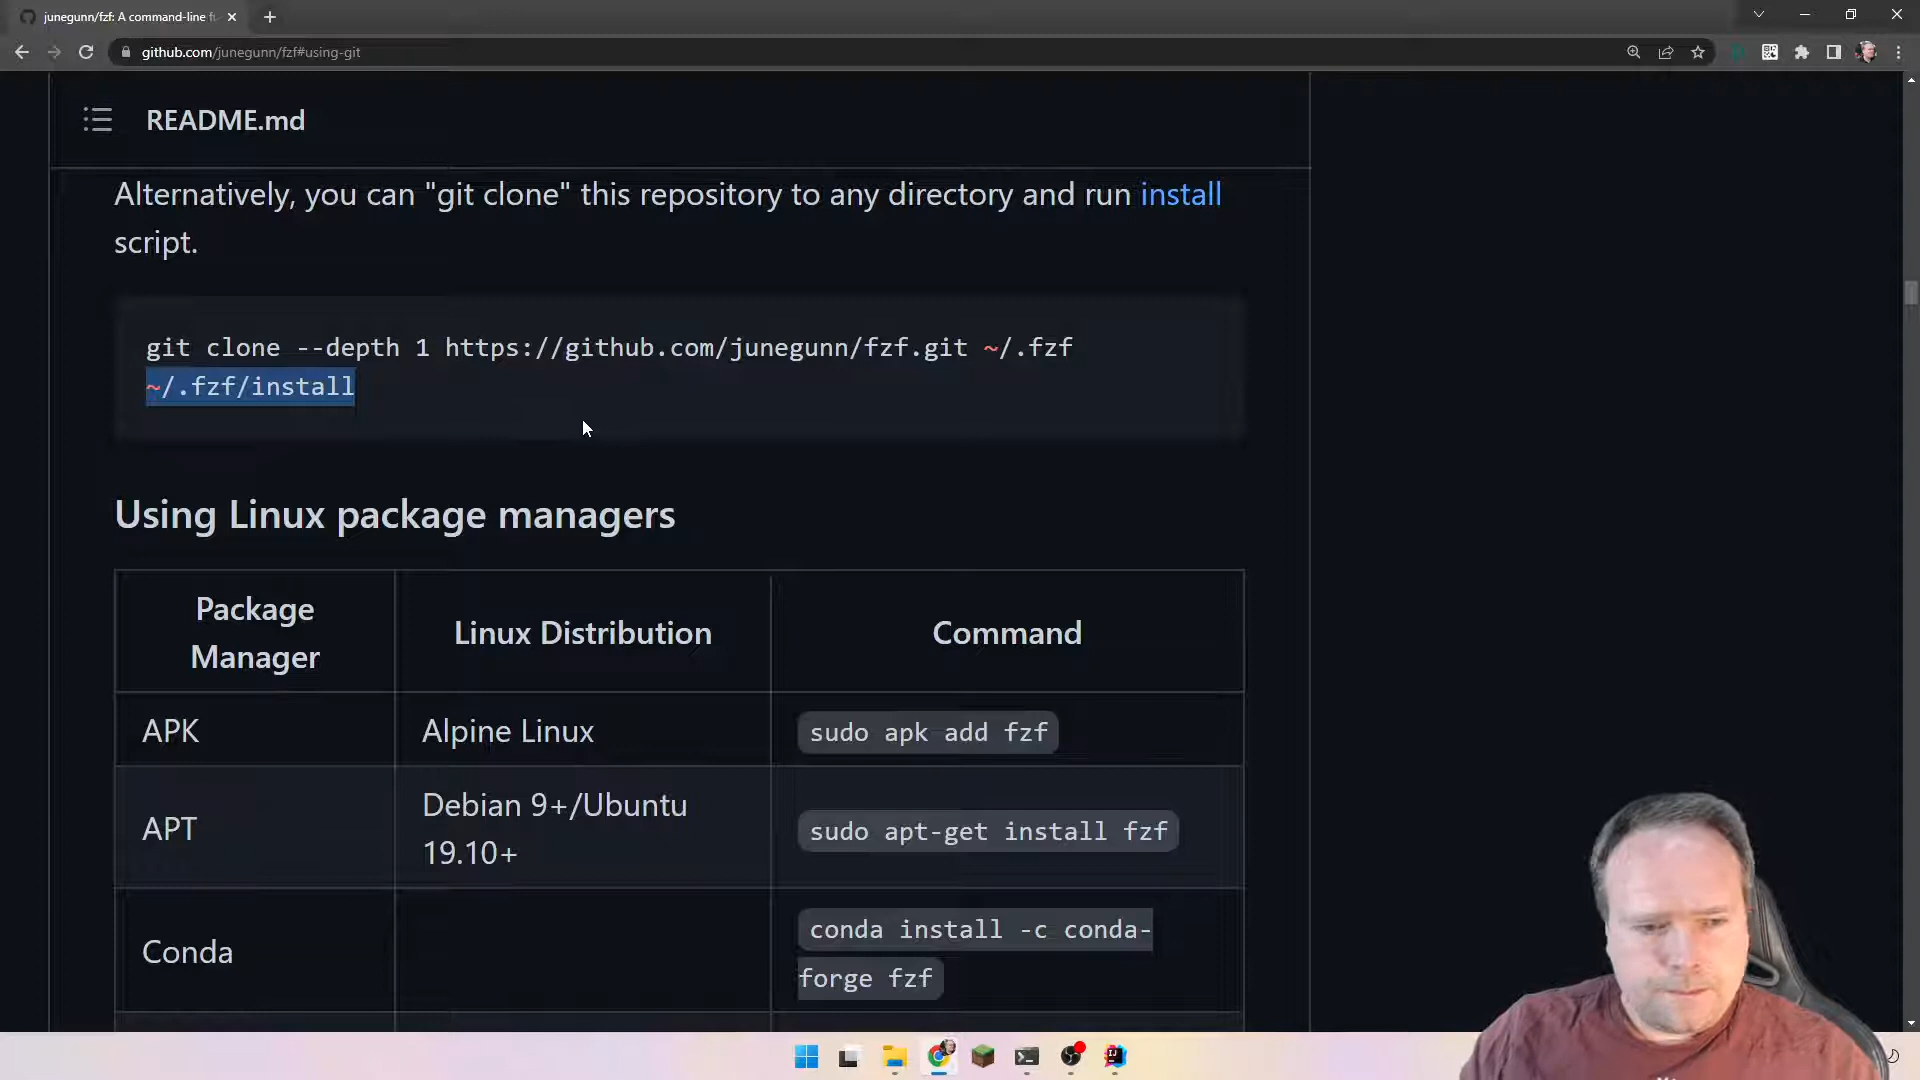 junegunn/fzf: A command-line fu
github.com/junegunn/fzf#using-git
README.md
Alternatively, you can "git clone" this repository to any directory and run install
script.
git clone --depth 1 https://github.com/junegunn/fzf.git ~/.fzf
~/.fzf/install
Using Linux package managers
Package
Manager
Linux Distribution
Command
APK
Alpine Linux
sudo apk add fzf
APT
Debian 9+/Ubuntu
19.10+
sudo apt-get install fzf
Conda
conda install -c conda-
forge fzf